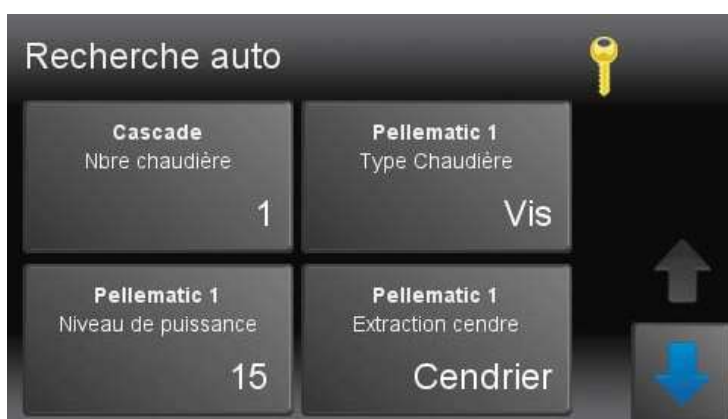 Recherche auto
Cascade
Nbre chaudière
1
Pellematic 1
Type Chaudière
Vis
Pellematic 1
Niveau de puissance
15
Pellematic 1
Extraction cendre
Cendrier